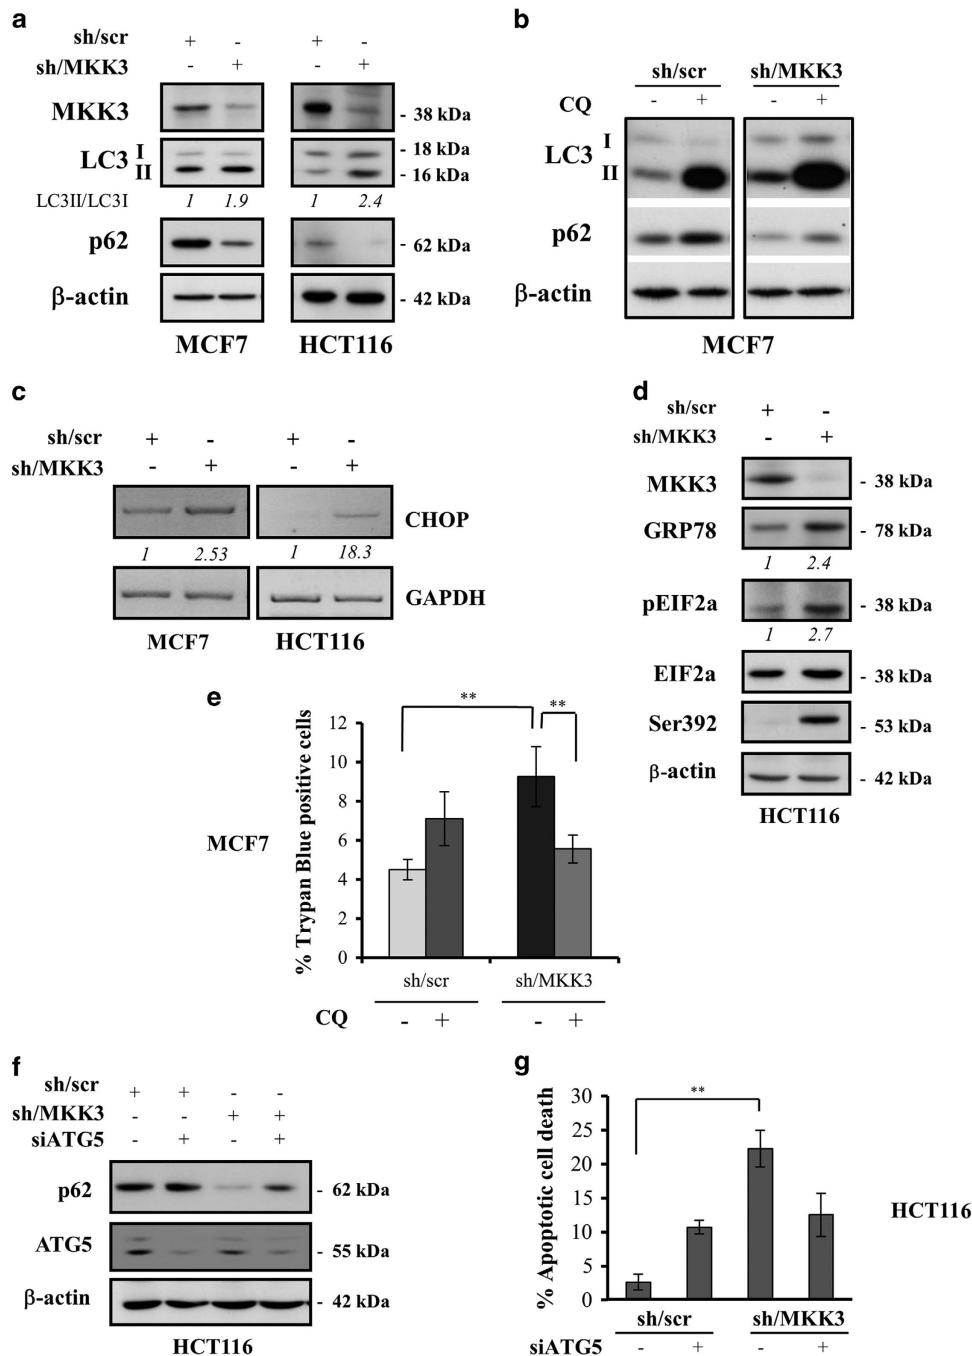 a
sh/scr + - + -
sh/MKK3 - + - +
MKK3 - 38 kDa
LC3 I - 18 kDa
II - 16 kDa
LC3II/LC3I 1 1.9 1 2.4
p62 - 62 kDa
β-actin - 42 kDa
MCF7 HCT116
b
sh/scr sh/MKK3
CQ - + - +
LC3 I
II
p62
β-actin
MCF7
c
sh/scr + - + -
sh/MKK3 - + - +
CHOP
1 2.53 1 18.3
GAPDH
MCF7 HCT116
d
sh/scr + -
sh/MKK3 - +
MKK3 - 38 kDa
GRP78 - 78 kDa
1 2.4
pEIF2a - 38 kDa
1 2.7
EIF2a - 38 kDa
Ser392 - 53 kDa
β-actin - 42 kDa
HCT116
e
MCF7
% Trypan Blue positive cells
12
10
8
6
4
2
0
** **
sh/scr sh/MKK3
CQ - + - +
f
sh/scr + + - -
sh/MKK3 - - + +
siATG5 - + - +
p62 - 62 kDa
ATG5 - 55 kDa
β-actin - 42 kDa
HCT116
g
% Apoptotic cell death
30
25
20
15
10
5
0
**
sh/scr sh/MKK3
siATG5 - + - +
HCT116